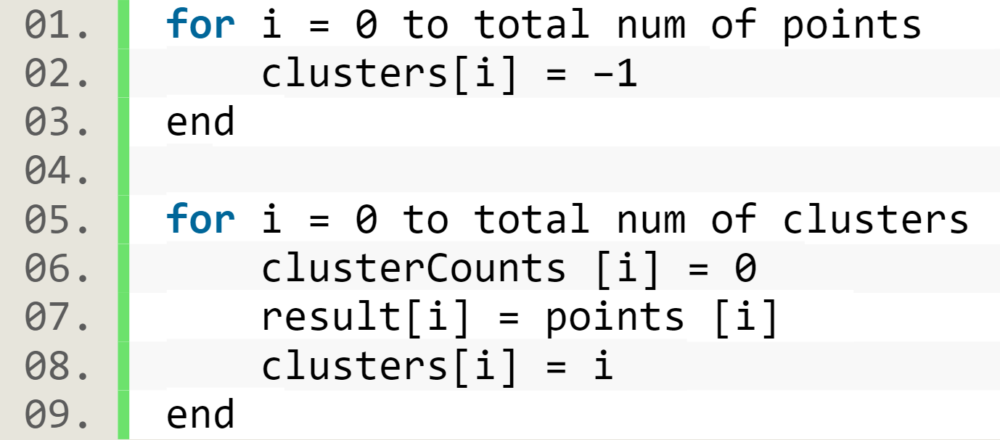 01. for i = 0 to total num of points
02. clusters[i] = –1
03. end
04.
05. for i = 0 to total num of clusters
06. clusterCounts [i] = 0
07. result[i] = points [i]
08. clusters[i] = i
09. end